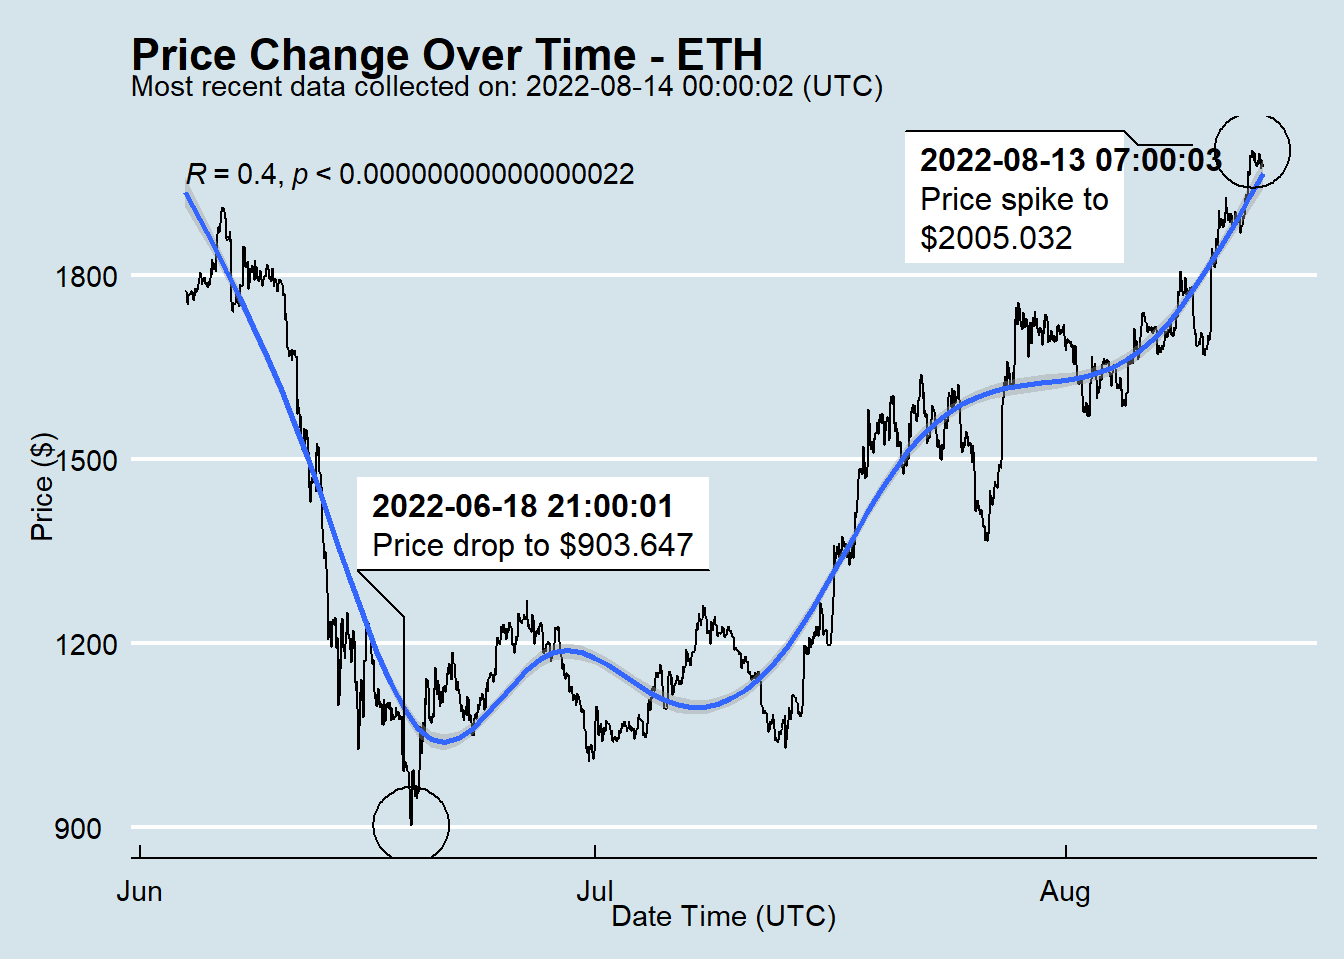 Price Change Over Time - ETH
Most recent data collected on: 2022-08-14 00:00:02 (UTC)
R = 0.4, p < 0.00000000000000022
2022-08-13 07:00:03
Price spike to
$2005.032
1800
1500
1200
900
Price ($)
2022-06-18 21:00:01
Price drop to $903.647
Jun
Jul
Aug
Date Time (UTC)